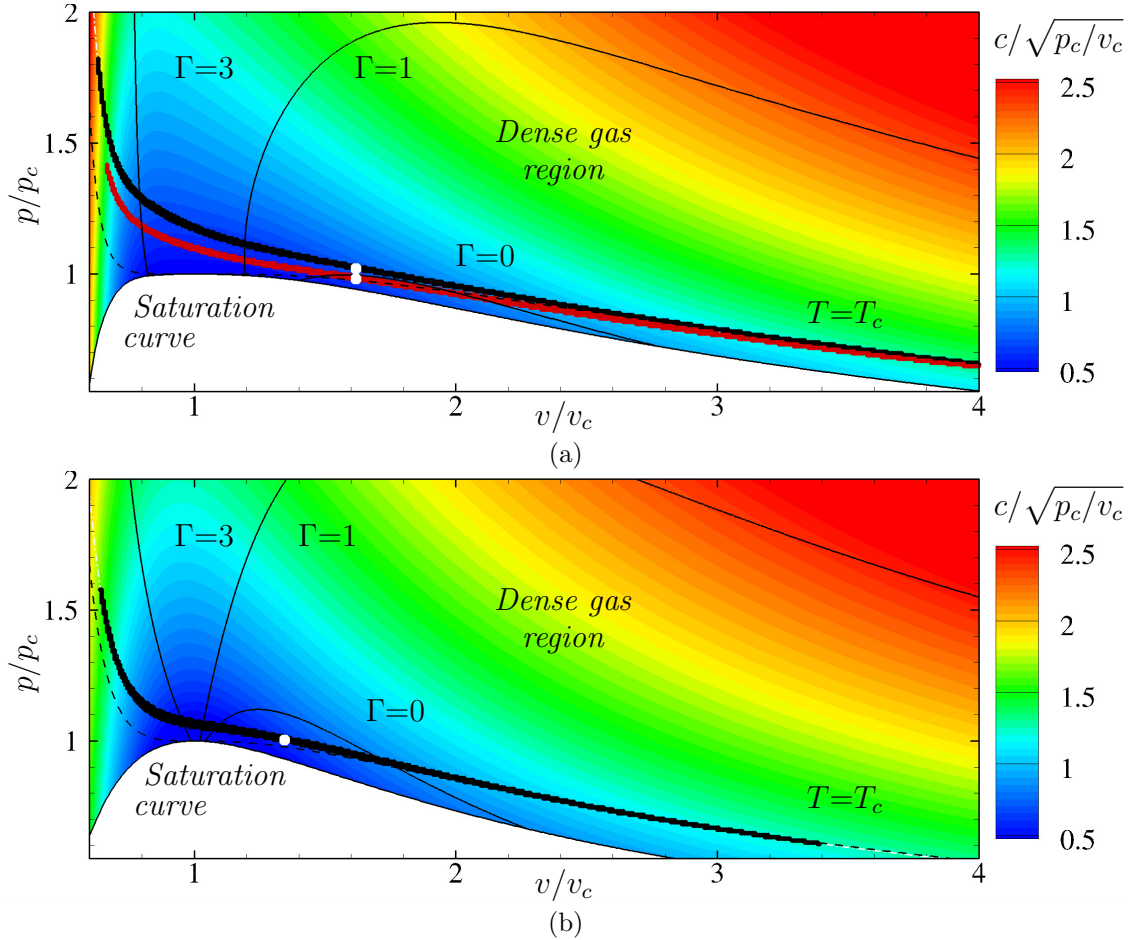 2
c/√p_c/v_c
Γ=3
Γ=1
2.5
Dense gas
region
1.5
2
p/p_c
1.5
Γ=0
1
1
Saturation
curve
T=T_c
0.5
1
2
3
4
v/v_c
(a)
2
c/√p_c/v_c
Γ=3
Γ=1
2.5
Dense gas
region
1.5
2
p/p_c
1.5
Γ=0
1
1
Saturation
curve
T=T_c
0.5
1
2
3
4
v/v_c
(b)